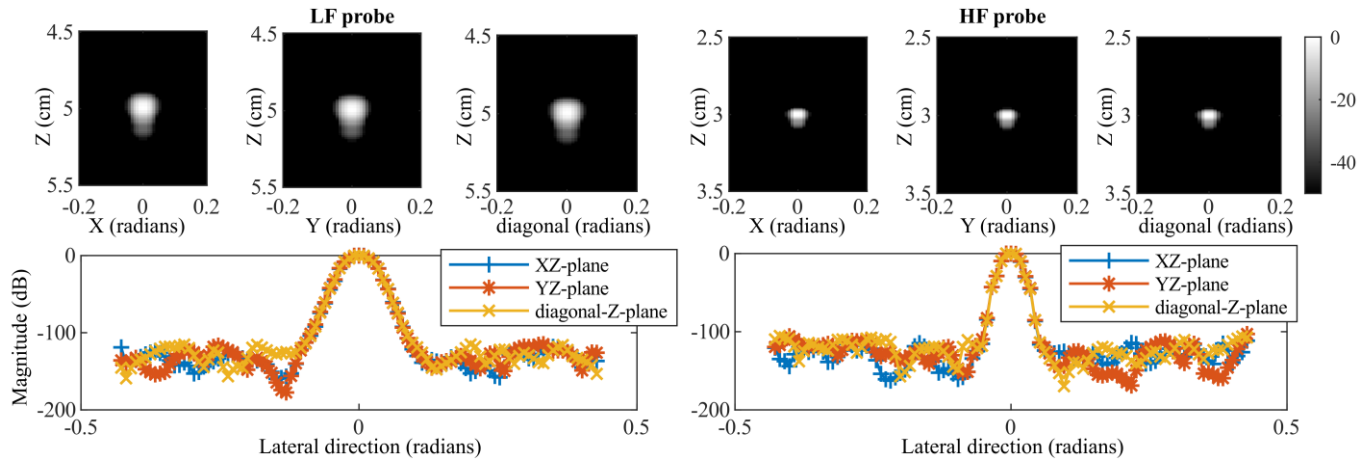 LF probe
HF probe
4.5
5
5.5
Z (cm)
-0.2
0
0.2
X (radians)
4.5
5
5.5
Z (cm)
-0.2
0
0.2
Y (radians)
4.5
5
5.5
Z (cm)
-0.2
0
0.2
diagonal (radians)
2.5
3
3.5
Z (cm)
-0.2
0
0.2
X (radians)
2.5
3
3.5
Z (cm)
-0.2
0
0.2
Y (radians)
2.5
3
3.5
Z (cm)
-0.2
0
0.2
diagonal (radians)
0
-20
-40
Magnitude (dB)
0
-100
-200
XZ-plane
YZ-plane
diagonal-Z-plane
-0.5
0
0.5
Lateral direction (radians)
0
-100
-200
XZ-plane
YZ-plane
diagonal-Z-plane
-0.5
0
0.5
Lateral direction (radians)